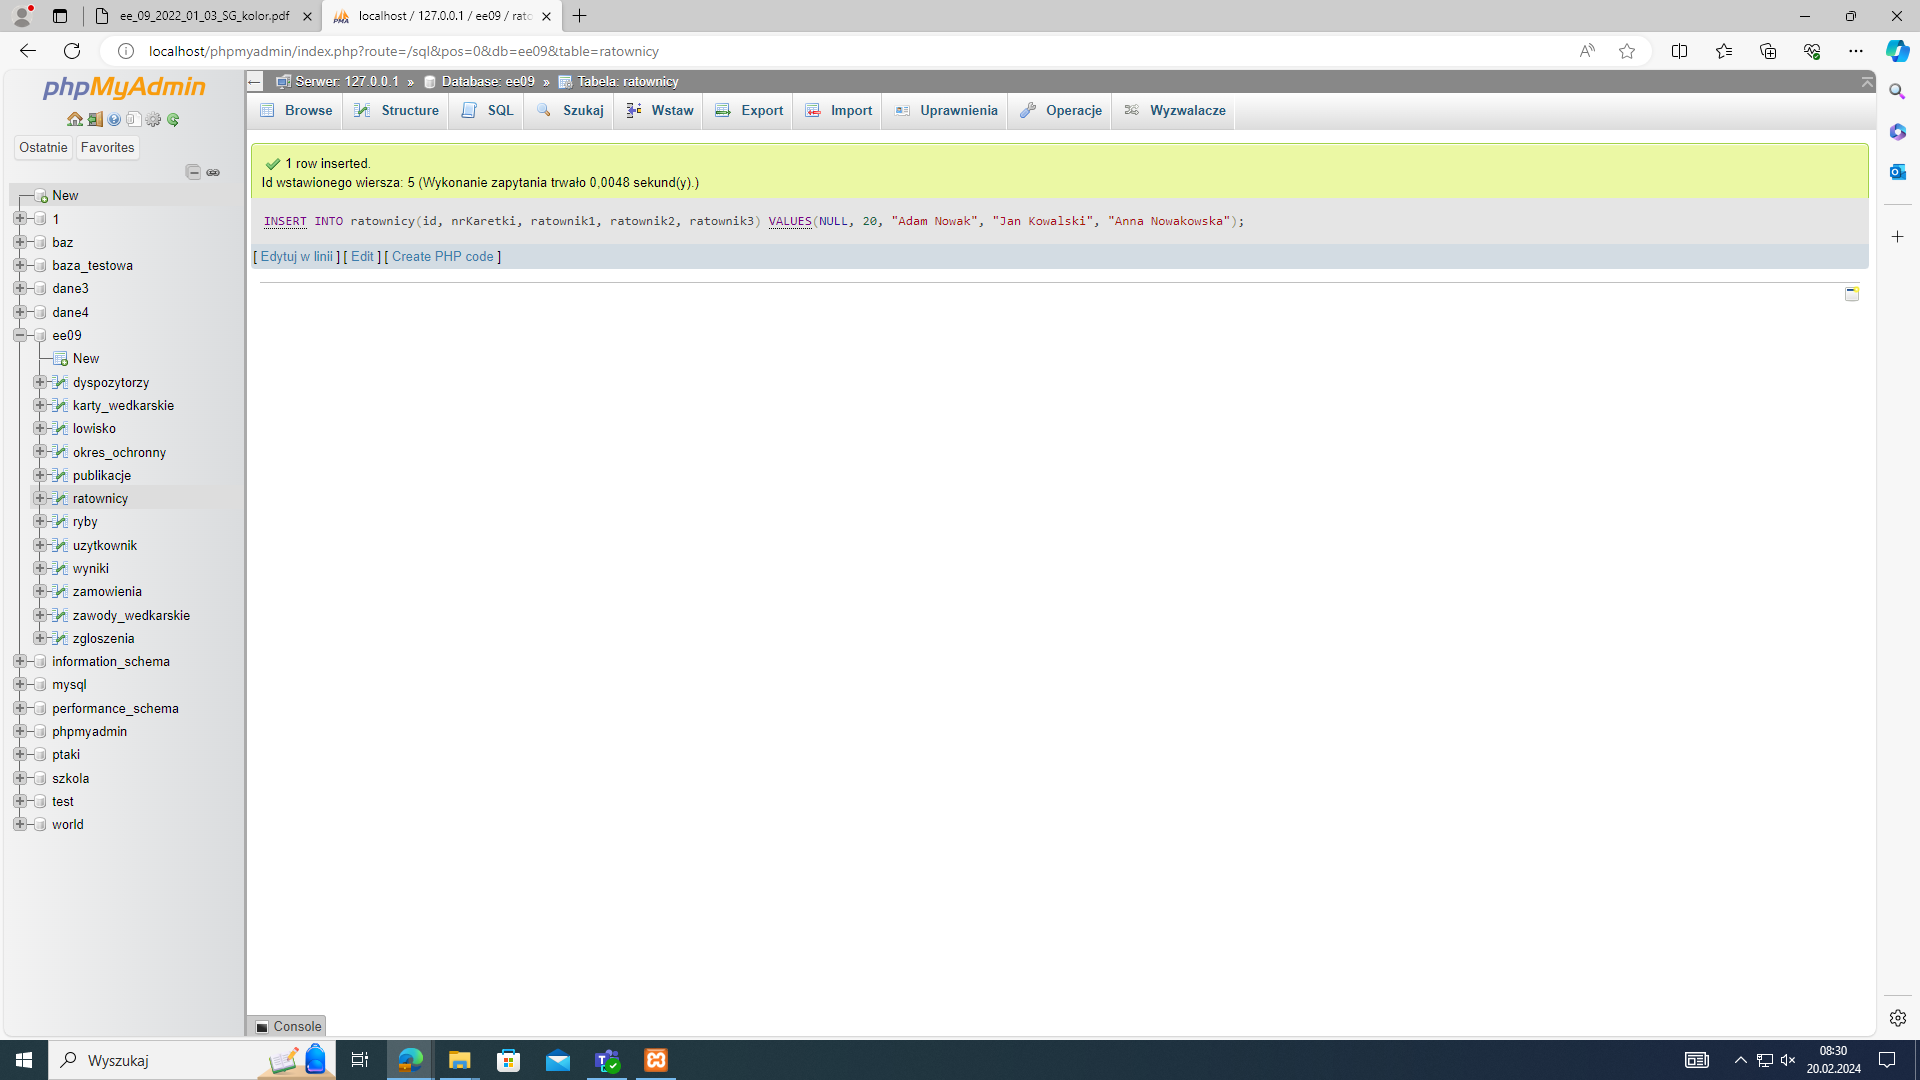 ee_09_2022_01_03_SG_kolor.pdf
localhost / 127.0.0.1 / ee09 / rato
localhost/phpmyadmin/index.php?route=/sql&pos=0&db=ee09&table=ratownicy
phpMyAdmin
Ostatnie Favorites
New
1
baz
baza_testowa
dane3
dane4
ee09
New
dyspozytorzy
karty_wedkarskie
lowisko
okres_ochronny
publikacje
ratownicy
ryby
uzytkownik
wyniki
zamowienia
zawody_wedkarskie
zgloszenia
information_schema
mysql
performance_schema
phpmyadmin
ptaki
szkola
test
world
Serwer: 127.0.0.1 » Database: ee09 » Tabela: ratownicy
Browse Structure SQL Szukaj Wstaw Export Import Uprawnienia Operacje Wyzwalacze
1 row inserted.
Id wstawionego wiersza: 5 (Wykonanie zapytania trwało 0,0048 sekund(y).)
INSERT INTO ratownicy(id, nrKaretki, ratownik1, ratownik2, ratownik3) VALUES(NULL, 20, "Adam Nowak", "Jan Kowalski", "Anna Nowakowska");
[ Edytuj w linii ] [ Edit ] [ Create PHP code ]
Console
Wyszukaj
08:30
20.02.2024